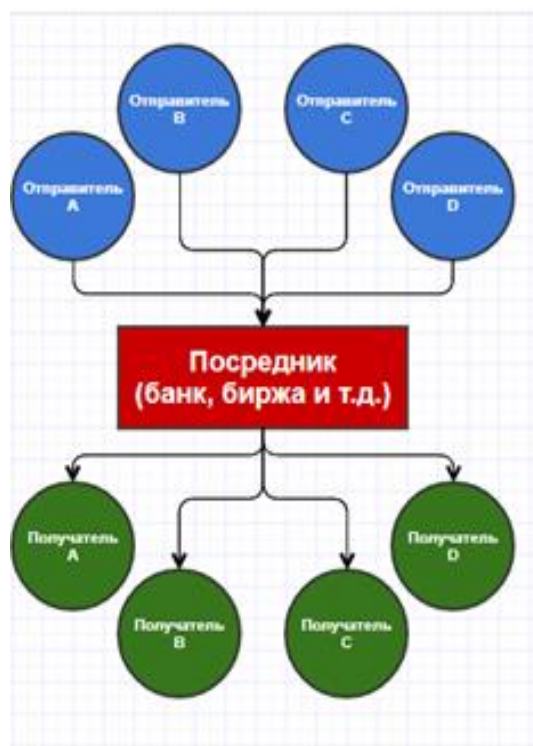 Отправитель
B
Отправитель
C
Отправитель
A
Отправитель
D
Посредник
(банк, биржа и т.д.)
Получатель
A
Получатель
D
Получатель
B
Получатель
C